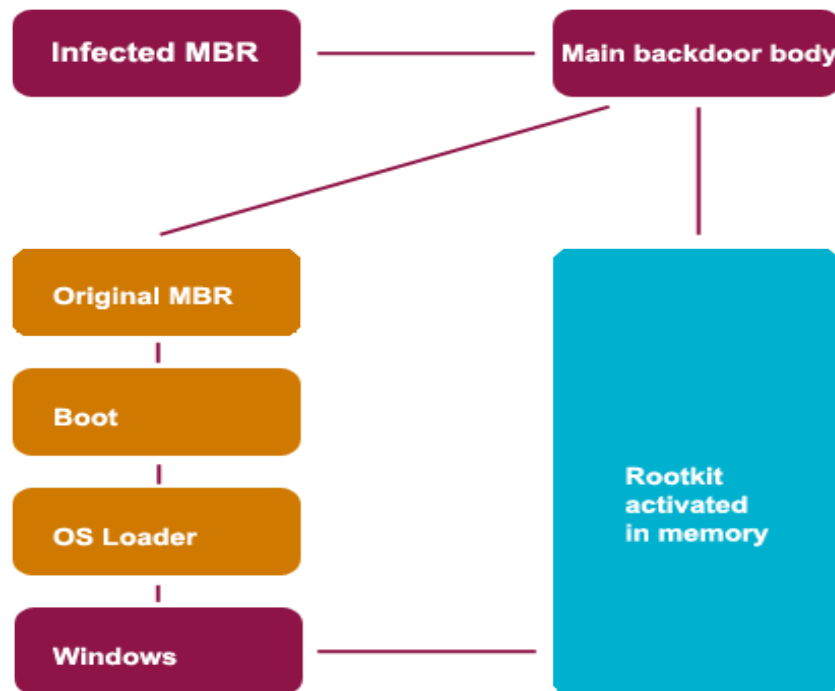 Infected MBR
Main backdoor body
Original MBR
Boot
OS Loader
Rootkit
activated
in memory
Windows